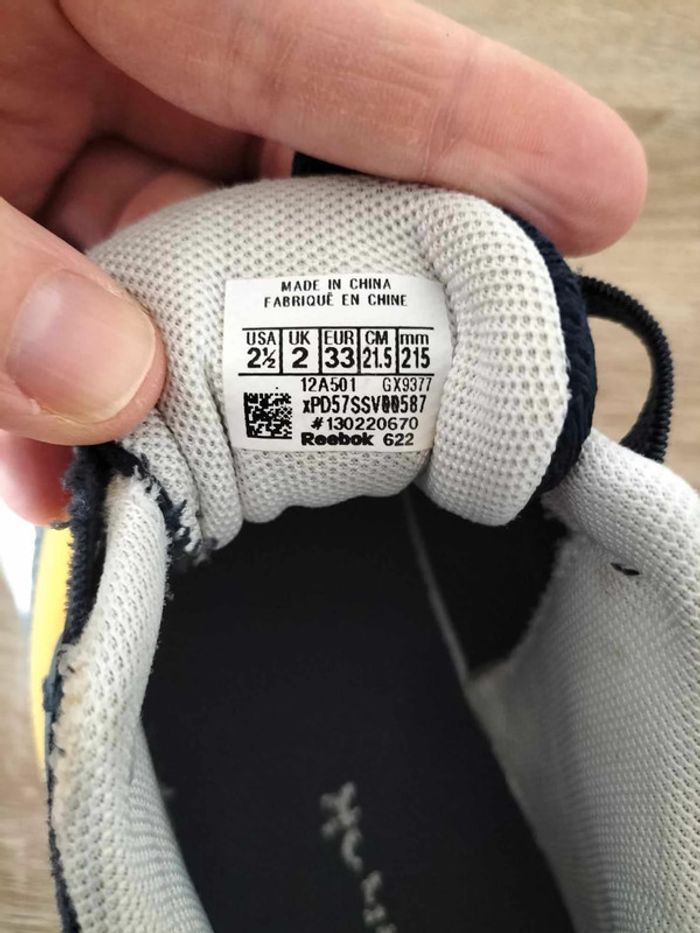 MADE IN CHINA
FABRIQUÉ EN CHINE
USA UK EUR CM mm
2½ 2 33 21.5 215
12A501 GX9377
xPD57SSV00587
#130220670
Reebok 622